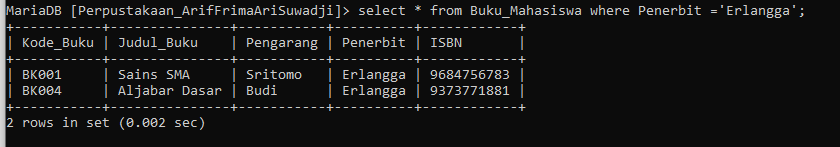 MariaDB [Perpustakaan_ArifFrimaAriSuwadji]> select * from Buku_Mahasiswa where Penerbit ='Erlangga';
+-----------+---------------+-----------+----------+------------+
| Kode_Buku | Judul_Buku    | Pengarang | Penerbit | ISBN       |
+-----------+---------------+-----------+----------+------------+
| BK001     | Sains SMA     | Sritomo   | Erlangga | 9684756783 |
| BK004     | Aljabar Dasar | Budi      | Erlangga | 9373771881 |
+-----------+---------------+-----------+----------+------------+
2 rows in set (0.002 sec)